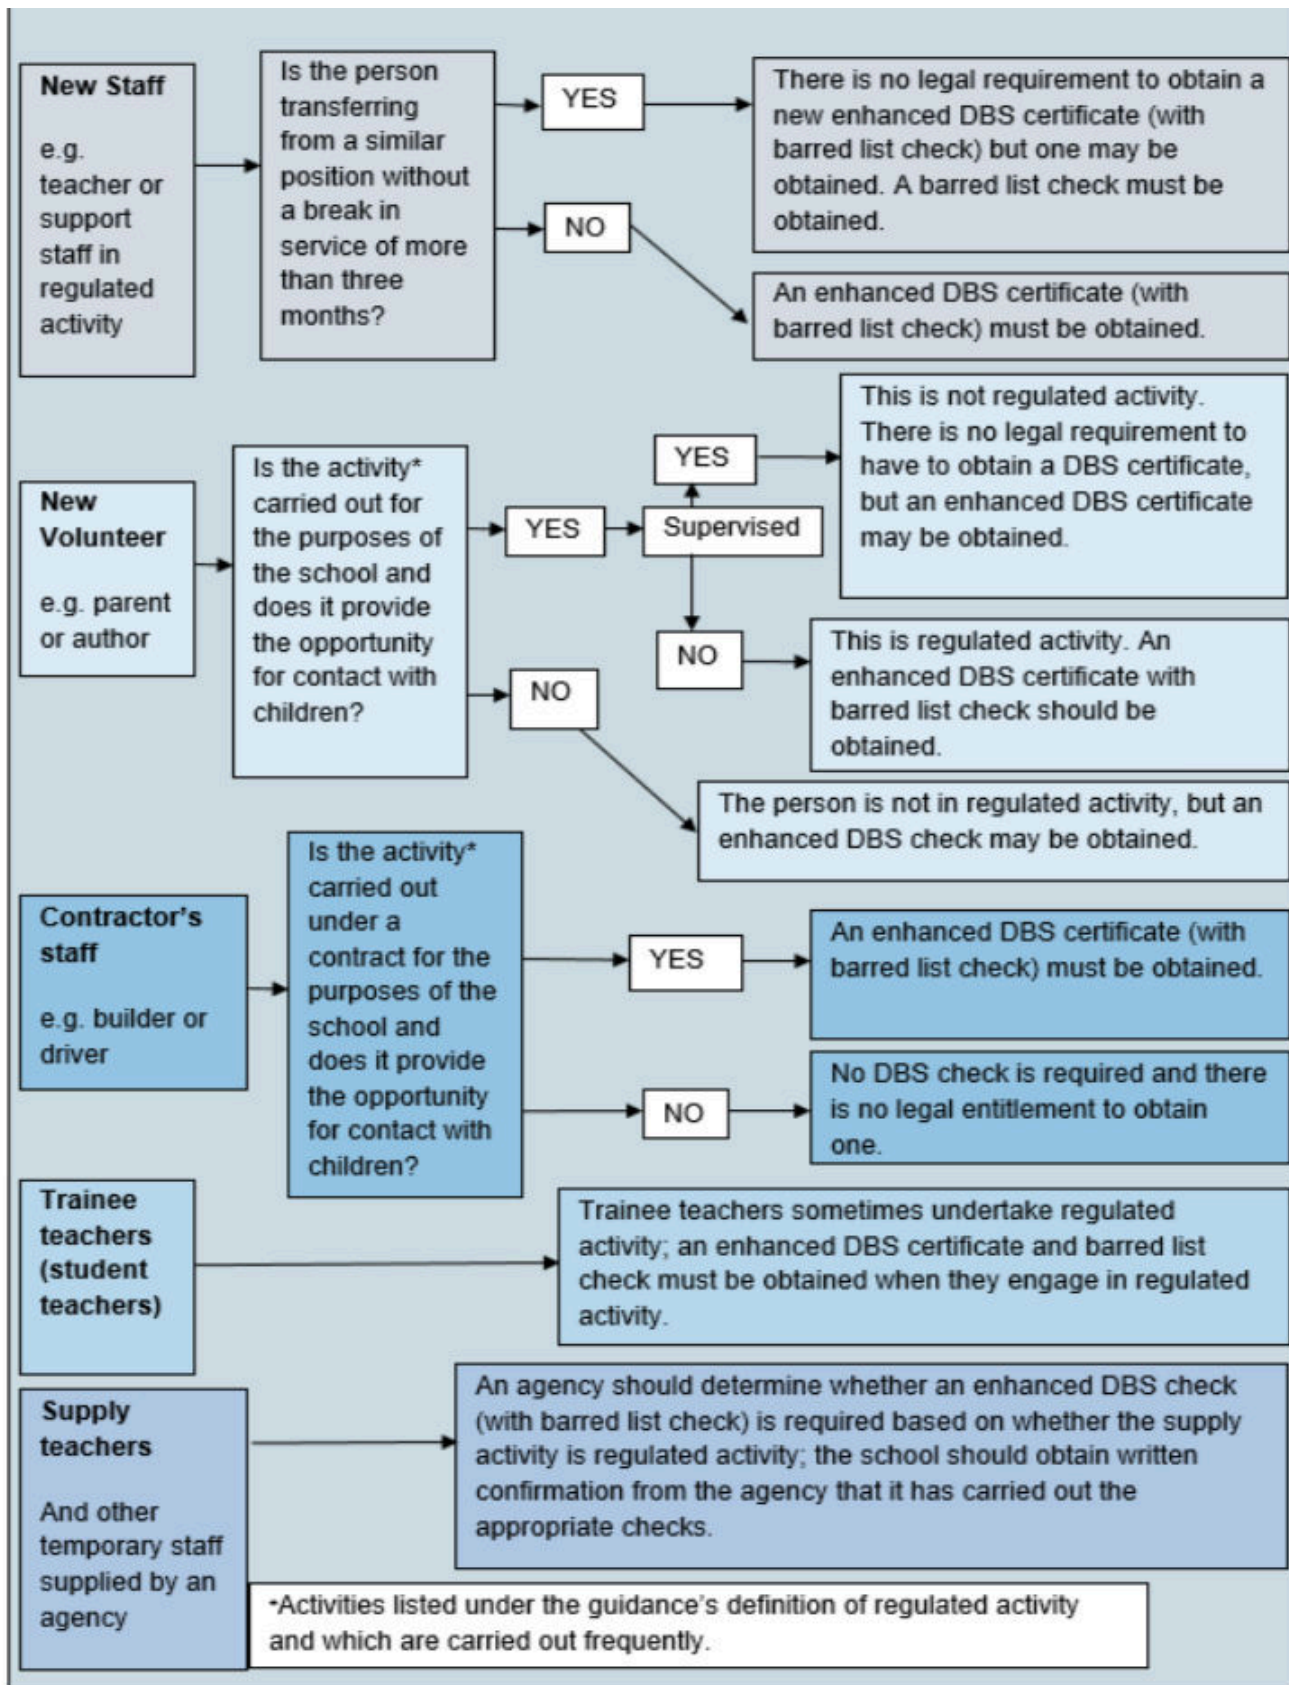 New Staff
e.g.
teacher or
support
staff in
regulated
activity
Is the person
transferring
from a similar
position without
a break in
service of more
than three
months?
YES
There is no legal requirement to obtain a
new enhanced DBS certificate (with
barred list check) but one may be
obtained. A barred list check must be
obtained.
NO
An enhanced DBS certificate (with
barred list check) must be obtained.
New
Volunteer
e.g. parent
or author
Is the activity*
carried out for
the purposes of
the school and
does it provide
the opportunity
for contact with
children?
YES
Supervised
YES
This is not regulated activity.
There is no legal requirement to
have to obtain a DBS certificate,
but an enhanced DBS certificate
may be obtained.
NO
This is regulated activity. An
enhanced DBS certificate with
barred list check should be
obtained.
NO
The person is not in regulated activity, but an
enhanced DBS check may be obtained.
Contractor's
staff
e.g. builder or
driver
Is the activity*
carried out
under a
contract for the
purposes of the
school and
does it provide
the opportunity
for contact with
children?
YES
An enhanced DBS certificate (with
barred list check) must be obtained.
NO
No DBS check is required and there
is no legal entitlement to obtain
one.
Trainee
teachers
(student
teachers)
Trainee teachers sometimes undertake regulated
activity; an enhanced DBS certificate and barred list
check must be obtained when they engage in regulated
activity.
Supply
teachers
And other
temporary staff
supplied by an
agency
An agency should determine whether an enhanced DBS check
(with barred list check) is required based on whether the supply
activity is regulated activity; the school should obtain written
confirmation from the agency that it has carried out the
appropriate checks.
*Activities listed under the guidance's definition of regulated activity
and which are carried out frequently.